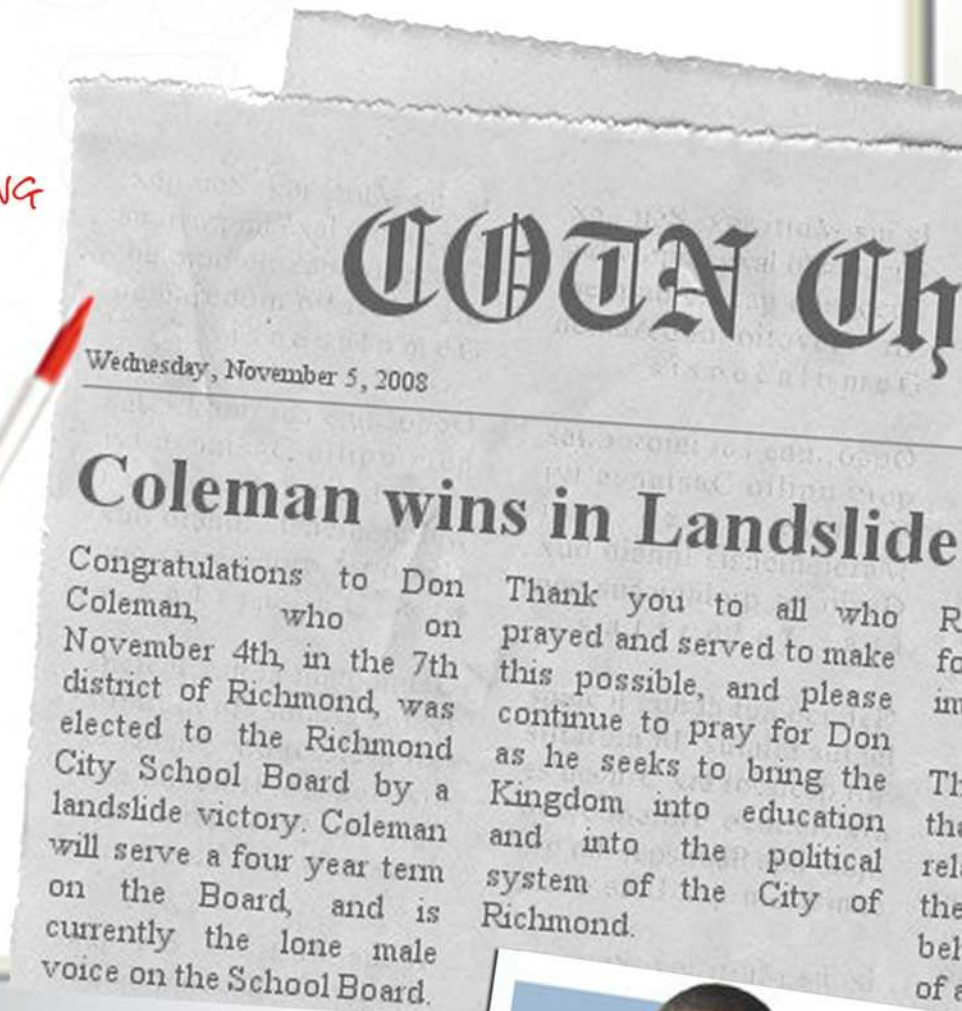 NG
COTN Ch
Wednesday, November 5, 2008
Coleman wins in Landslide
Congratulations to Don
Coleman, who on
November 4th, in the 7th
district of Richmond, was
elected to the Richmond
City School Board by a
landslide victory. Coleman
will serve a four year term
on the Board, and is
currently the lone male
voice on the School Board.
Thank you to all who
prayed and served to make
this possible, and please
continue to pray for Don
as he seeks to bring the
Kingdom into education
and into the political
system of the City of
Richmond.